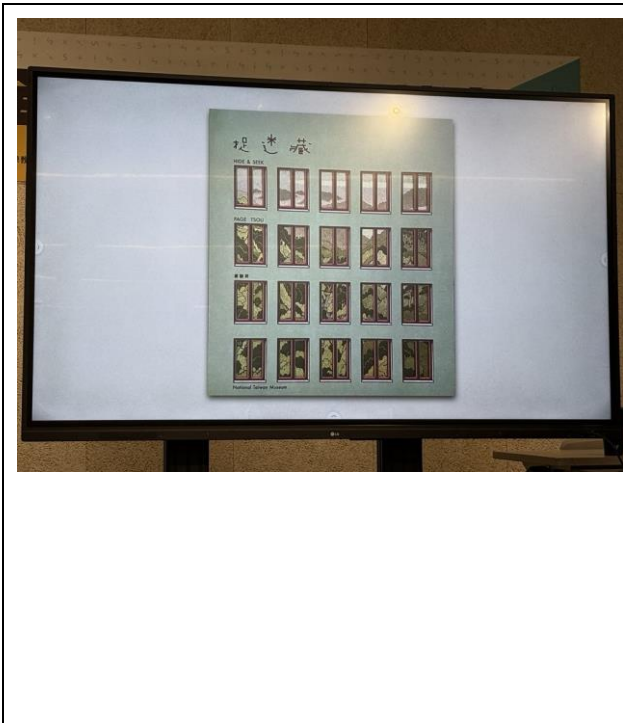 捉迷藏
HIDE & SEEK
PAGE TSOU
National Taiwan Museum
LG